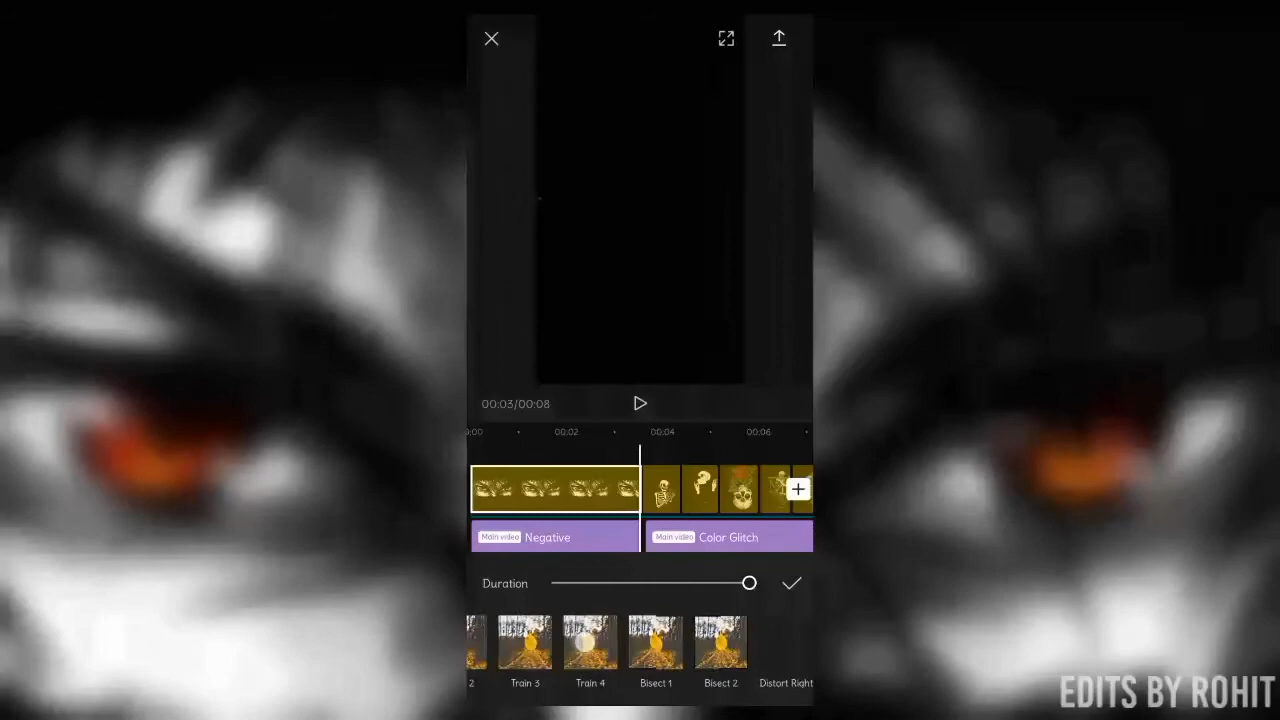 00:03/00:08
0:00 00:02 00:04 00:06
Main video Negative Main video Color Glitch
Duration
2 Train 3 Train 4 Bisect 1 Bisect 2 Distort Right
EDITS BY ROHIT